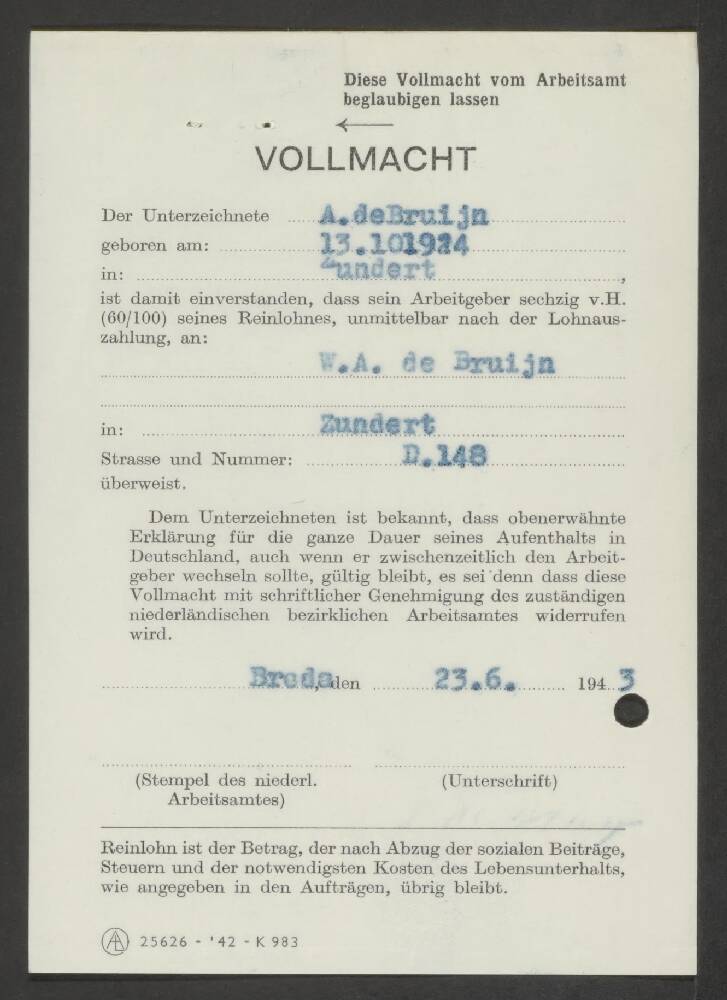 Diese Vollmacht vom Arbeitsamt
beglaubigen lassen
VOLLMACHT
Der Unterzeichnete A.deBruijn
geboren am: 13.101924
in: Zundert,
ist damit einverstanden, dass sein Arbeitgeber sechzig v.H.
(60/100) seines Reinlohnes, unmittelbar nach der Lohnaus-
zahlung, an:
W.A. de Bruijn
in: Zundert
Strasse und Nummer: D.148
überweist.
Dem Unterzeichneten ist bekannt, dass obenerwähnte
Erklärung für die ganze Dauer seines Aufenthalts in
Deutschland, auch wenn er zwischenzeitlich den Arbeit-
geber wechseln sollte, gültig bleibt, es sei denn dass diese
Vollmacht mit schriftlicher Genehmigung des zuständigen
niederländischen bezirklichen Arbeitsamtes widerrufen
wird.
Breda, den 23.6. 1943
(Stempel des niederl. (Unterschrift)
Arbeitsamtes)
Reinlohn ist der Betrag, der nach Abzug der sozialen Beiträge,
Steuern und der notwendigsten Kosten des Lebensunterhalts,
wie angegeben in den Aufträgen, übrig bleibt.
25626 - '42 - K 983